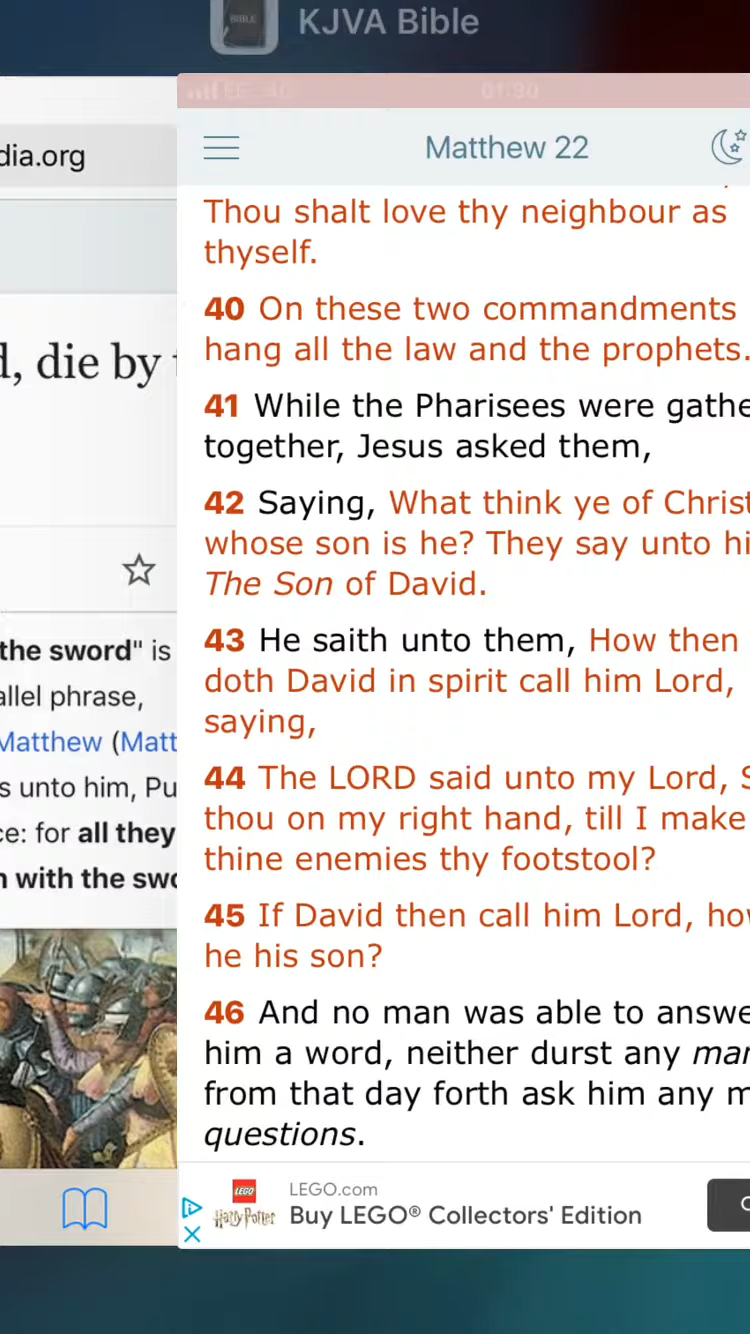 BIBLE
KJVA Bible
01:30
dia.org
Matthew 22
d, die by
the sword" is
allel phrase,
Matthew (Matt
s unto him, Pu
ce: for all they
with the swo
Thou shalt love thy neighbour as
thyself.
40 On these two commandments
hang all the law and the prophets.
41 While the Pharisees were gathe
together, Jesus asked them,
42 Saying, What think ye of Christ
whose son is he? They say unto hi
The Son of David.
43 He saith unto them, How then
doth David in spirit call him Lord,
saying,
44 The LORD said unto my Lord, S
thou on my right hand, till I make
thine enemies thy footstool?
45 If David then call him Lord, how
he his son?
46 And no man was able to answe
him a word, neither durst any man
from that day forth ask him any m
questions.
LEGO
Harry Potter
LEGO.com
Buy LEGO® Collectors' Edition